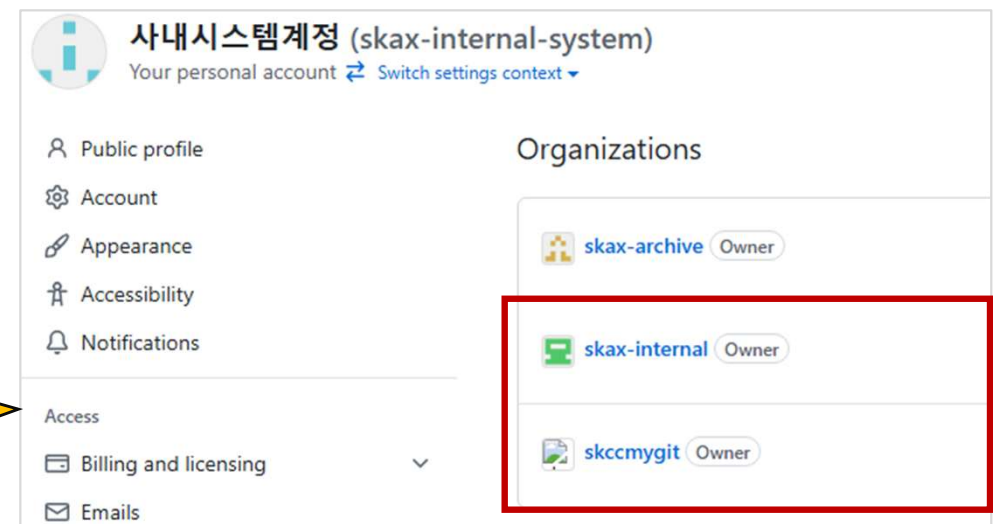 사내시스템계정 (skax-internal-system)
Your personal account Switch settings context
Public profile
Account
Appearance
Accessibility
Notifications
Access
Billing and licensing
Emails
Organizations
skax-archive Owner
skax-internal Owner
skccmygit Owner